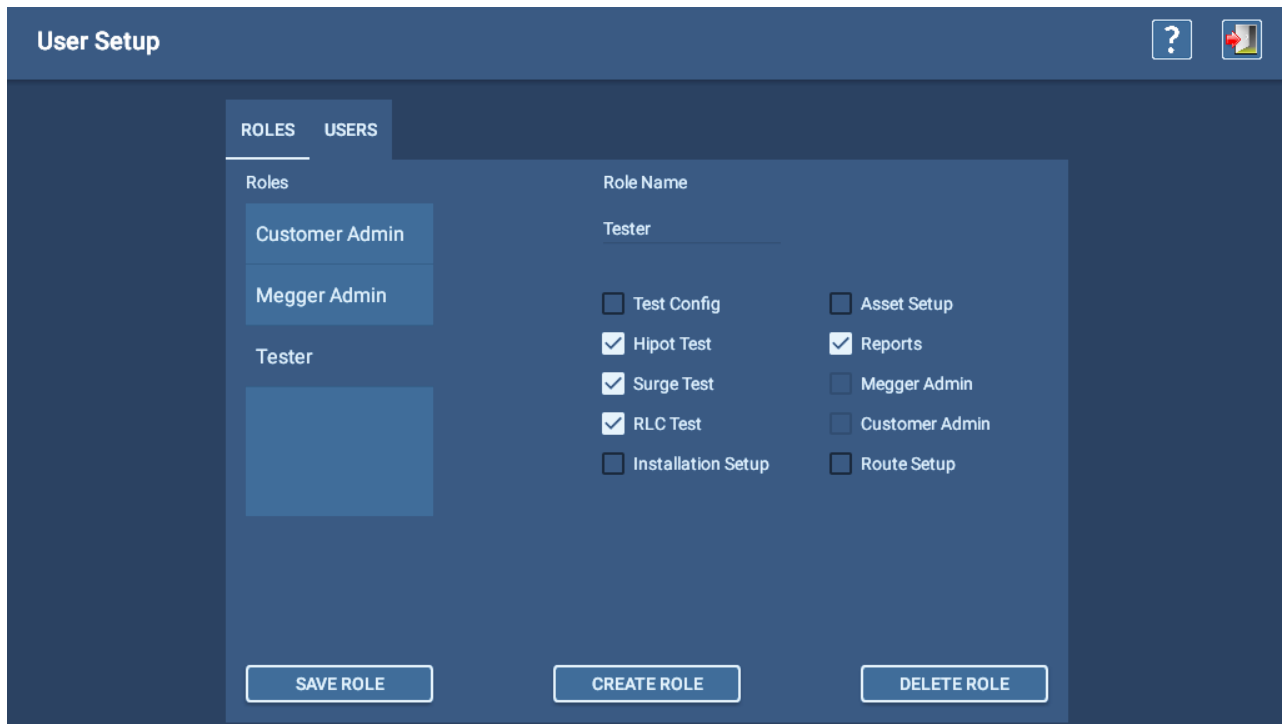 User Setup
?
ROLES USERS
Roles
Customer Admin
Megger Admin
Tester
Role Name
Tester
Test Config
Hipot Test
Surge Test
RLC Test
Installation Setup
Asset Setup
Reports
Megger Admin
Customer Admin
Route Setup
SAVE ROLE
CREATE ROLE
DELETE ROLE